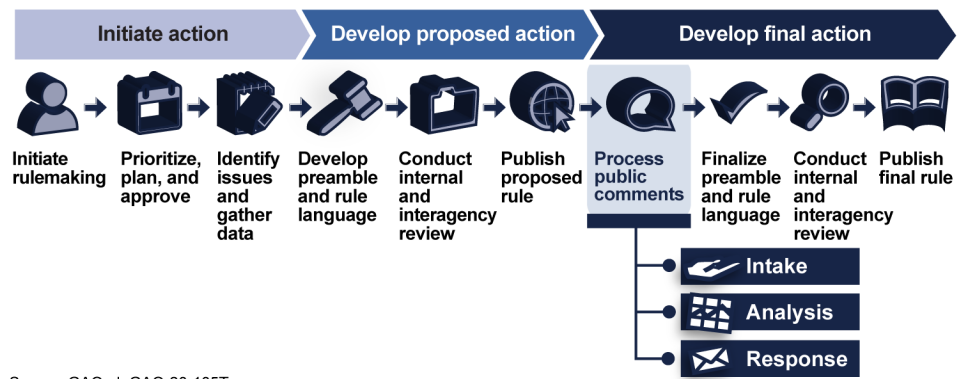 Initiate action
Develop proposed action
Develop final action
Initiate
rulemaking
Prioritize,
plan, and
approve
Identify
issues
and
gather
data
Develop
preamble
and rule
language
Conduct
internal
and
interagency
review
Publish
proposed
rule
Process
public
comments
Finalize
preamble
and rule
language
Conduct
internal
and
interagency
review
Publish
final rule
Intake
Analysis
Response